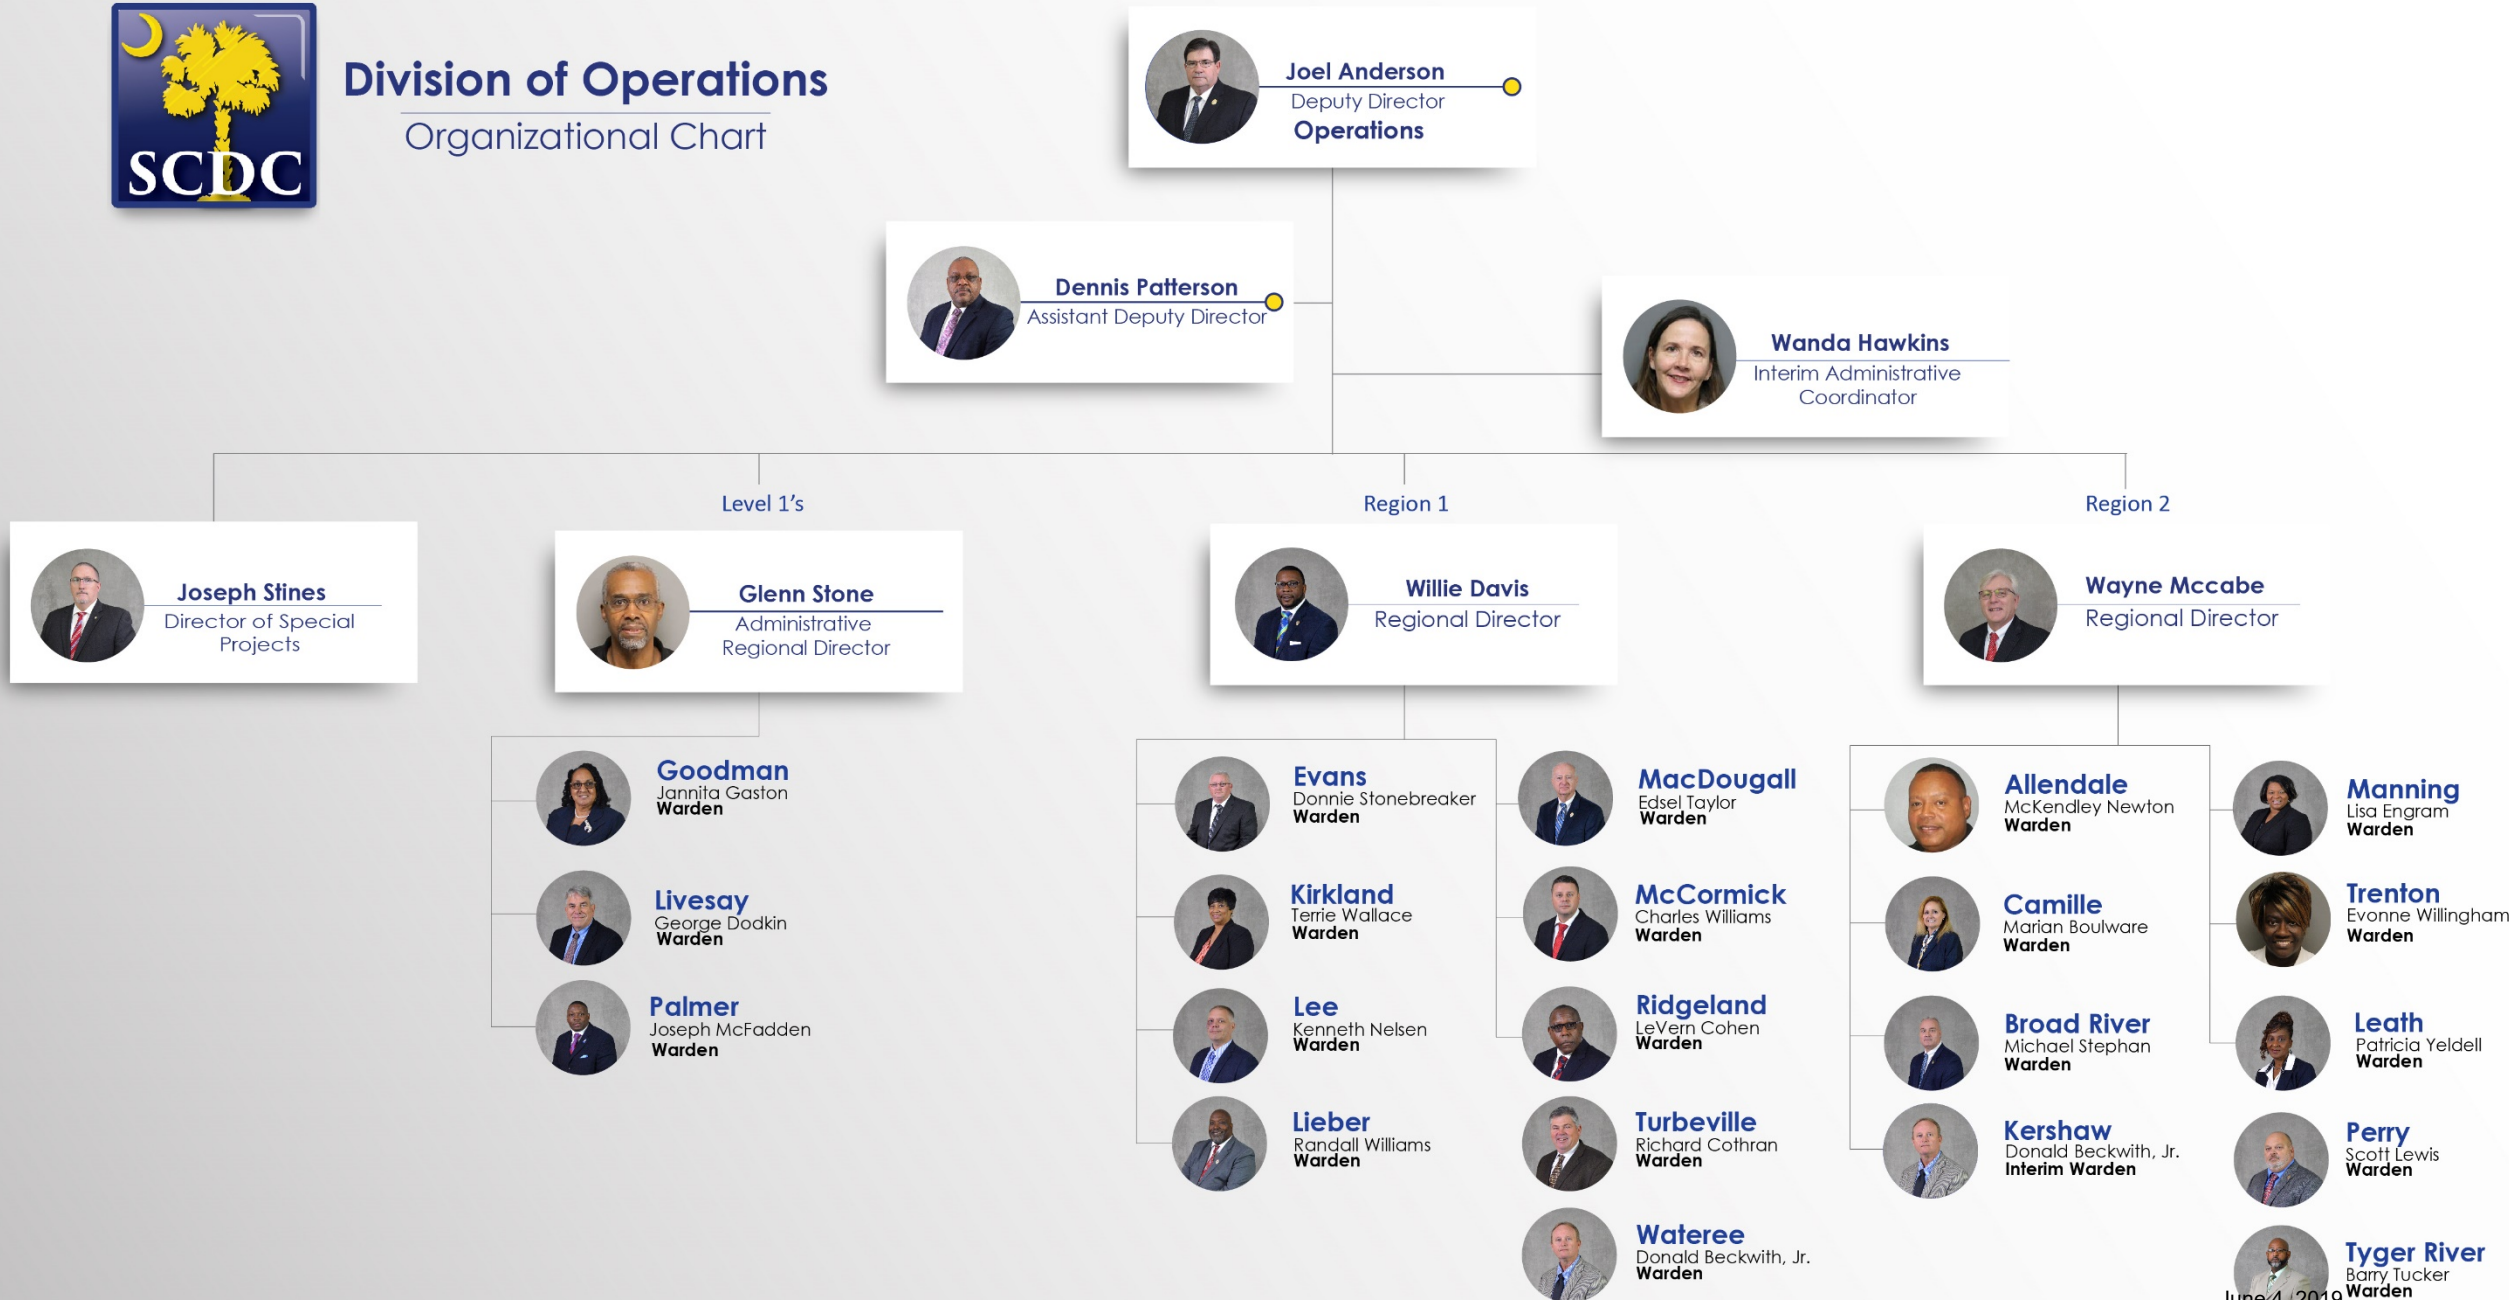 SCDC
Division of Operations
Organizational Chart
Joel Anderson
Deputy Director
Operations
Dennis Patterson
Assistant Deputy Director
Wanda Hawkins
Interim Administrative
Coordinator
Level 1's
Region 1
Region 2
Joseph Stines
Director of Special
Projects
Glenn Stone
Administrative
Regional Director
Willie Davis
Regional Director
Wayne Mccabe
Regional Director
Goodman
Jannita Gaston
Warden
Livesay
George Dodkin
Warden
Palmer
Joseph McFadden
Warden
Evans
Donnie Stonebreaker
Warden
Kirkland
Terrie Wallace
Warden
Lee
Kenneth Nelsen
Warden
Lieber
Randall Williams
Warden
MacDougall
Edsel Taylor
Warden
McCormick
Charles Williams
Warden
Ridgeland
LeVern Cohen
Warden
Turbeville
Richard Cothran
Warden
Wateree
Donald Beckwith, Jr.
Warden
Allendale
McKendley Newton
Warden
Camille
Marian Boulware
Warden
Broad River
Michael Stephan
Warden
Kershaw
Donald Beckwith, Jr.
Interim Warden
Manning
Lisa Engram
Warden
Trenton
Evonne Willingham
Warden
Leath
Patricia Yeldell
Warden
Perry
Scott Lewis
Warden
Tyger River
Barry Tucker
Warden
June 4, 2019